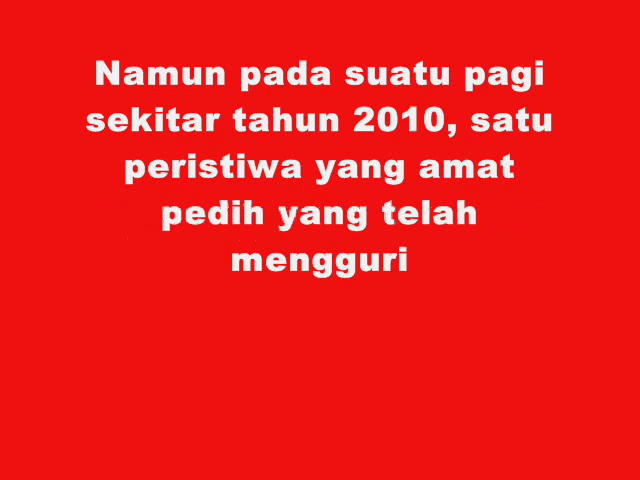 Namun pada suatu pagi
sekitar tahun 2010, satu
peristiwa yang amat
pedih yang telah
mengguri